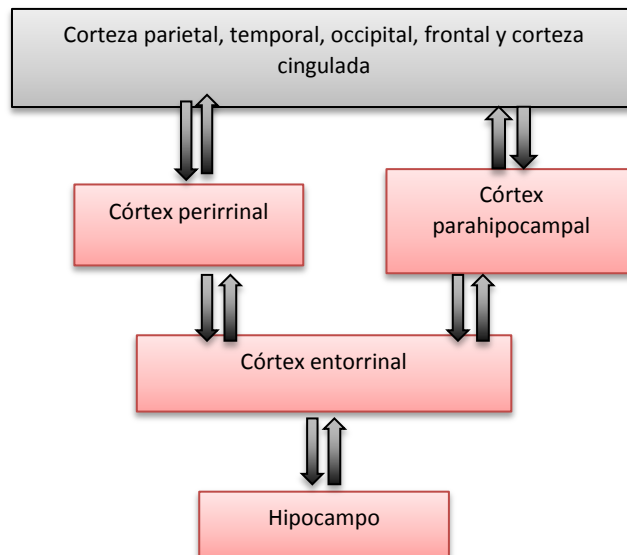 Corteza parietal, temporal, occipital, frontal y corteza
cingulada
Córtex perirrinal
Córtex
parahipocampal
Córtex entorrinal
Hipocampo